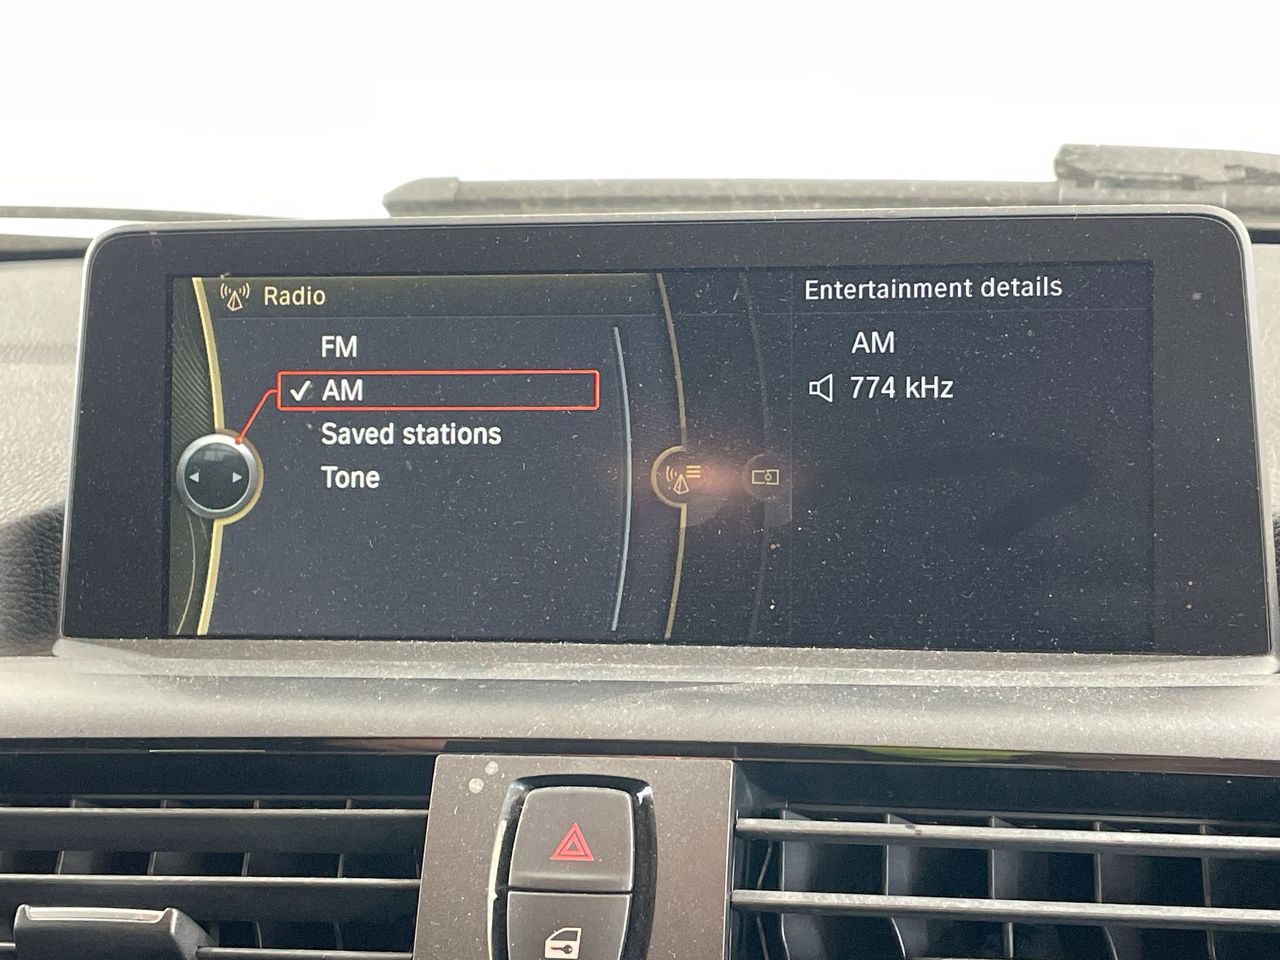 Radio
FM
AM
Saved stations
Tone
Entertainment details
AM
774 kHz